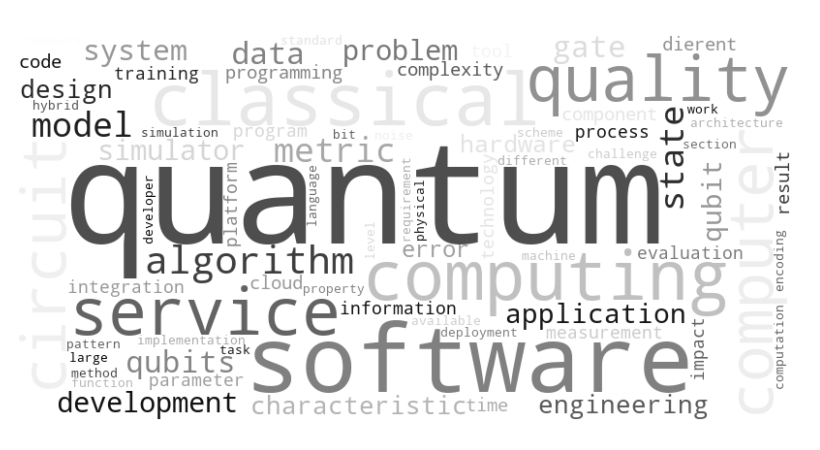 standard
system
data
problem
tool
gate
dierent
code
training
programming
complexity
quality
design
classical
hybrid
component
work
model
simulation
program
bit
noise
scheme
process
state
architecture
simulator
metric
hardware
section
different
challenge
quantum
circuit
developer
platform
language
requirement
physical
technology
qubit
computer
result
level
algorithm
error
machine
evaluation
integration
cloud
property
computing
encoding
service
information
application
available
pattern
implementation
deployment
measurement
impact
computation
large
task
qubits
software
method
function
parameter
development
characteristic
time
engineering